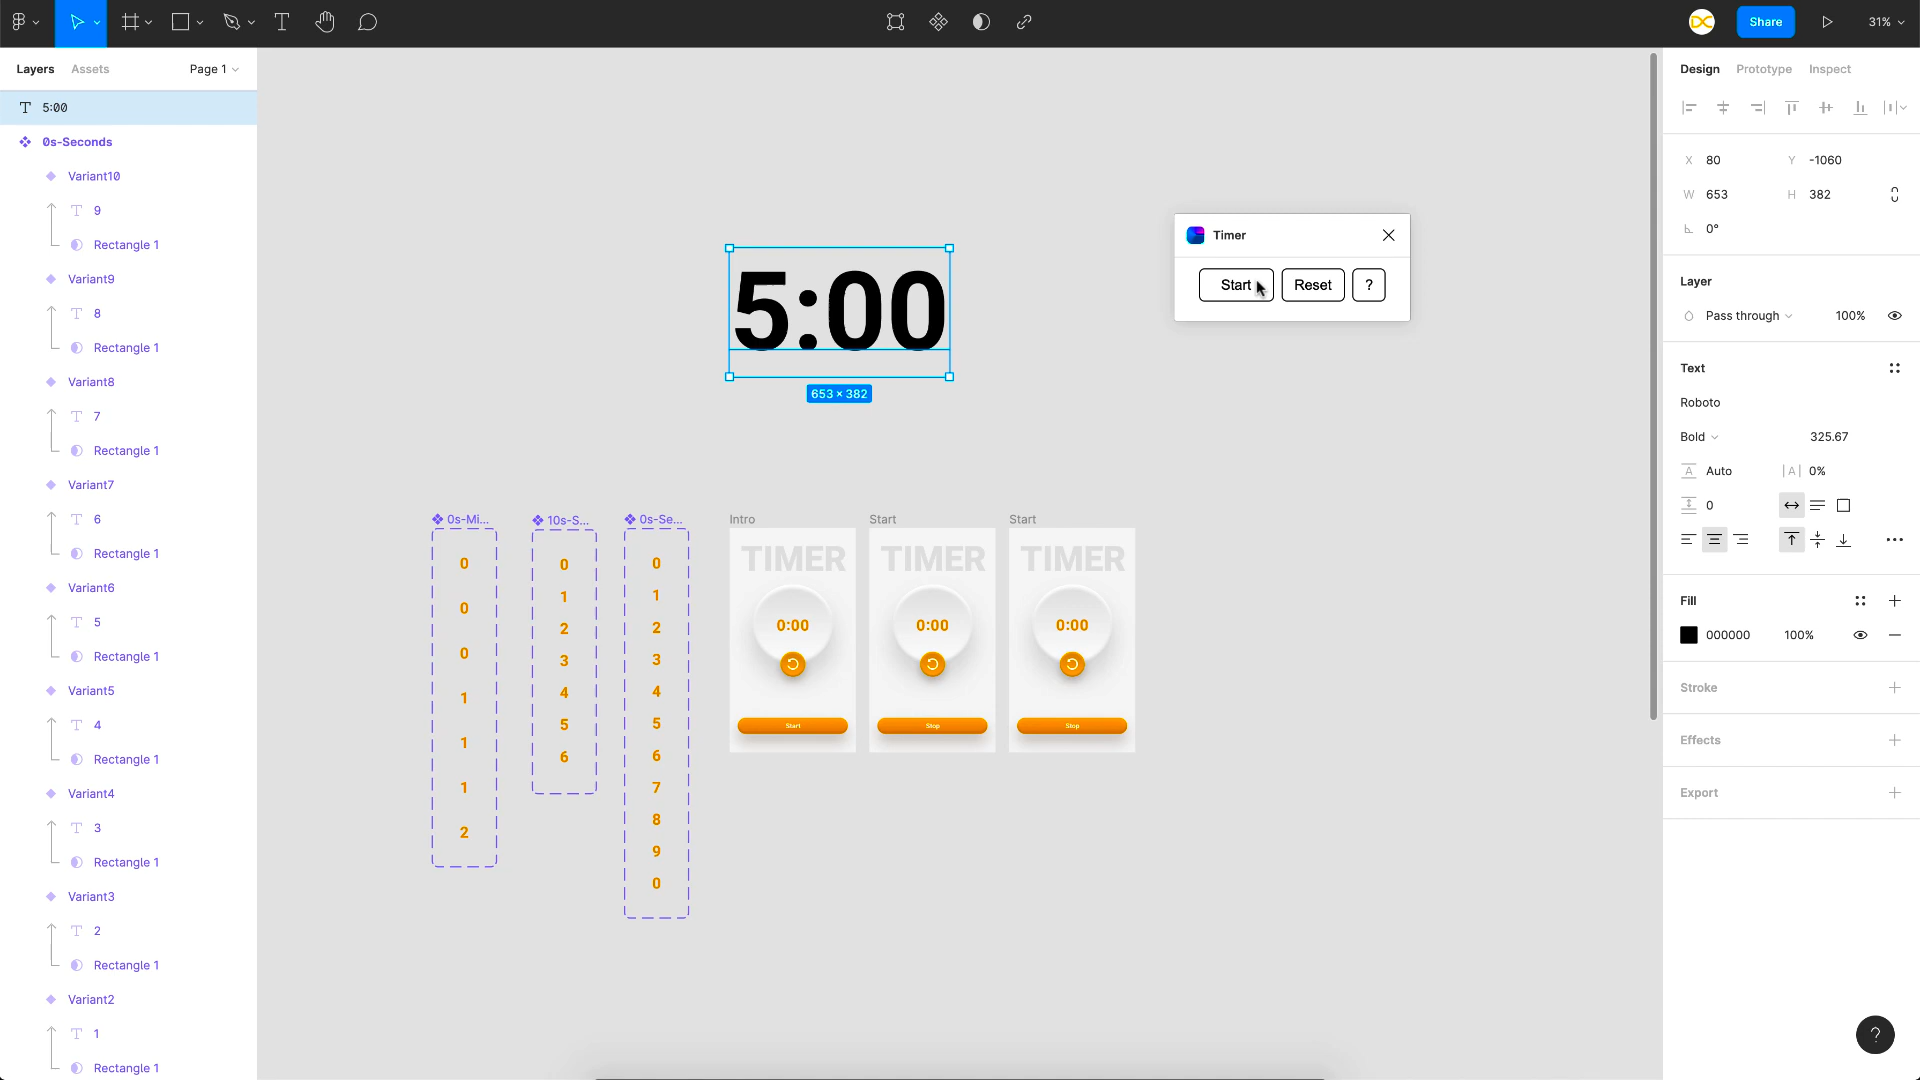 Share
31%
Layers
Assets
Page 1
5:00
0s-Seconds
Variant10
9
Rectangle 1
Variant9
8
Rectangle 1
Variant8
7
Rectangle 1
Variant7
6
Rectangle 1
Variant6
5
Rectangle 1
Variant5
4
Rectangle 1
Variant4
3
Rectangle 1
Variant3
2
Rectangle 1
Variant2
1
Rectangle 1
5:00
653 × 382
Timer
Start
Reset
?
0s-Mi...
0
0
0
1
1
1
2
10s-S...
0
1
2
3
4
5
6
0s-Se...
0
1
2
3
4
5
6
7
8
9
0
Intro
TIMER
0:00
Start
Start
TIMER
0:00
Stop
Start
TIMER
0:00
Stop
Design
Prototype
Inspect
X 80
Y -1060
W 653
H 382
0°
Layer
Pass through
100%
Text
Roboto
Bold
325.67
Auto
0%
0
Fill
000000
100%
Stroke
Effects
Export
?